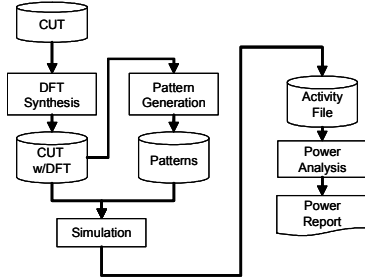 CUT
DFT
Synthesis
CUT
w/DFT
Pattern
Generation
Patterns
Simulation
Activity
File
Power
Analysis
Power
Report